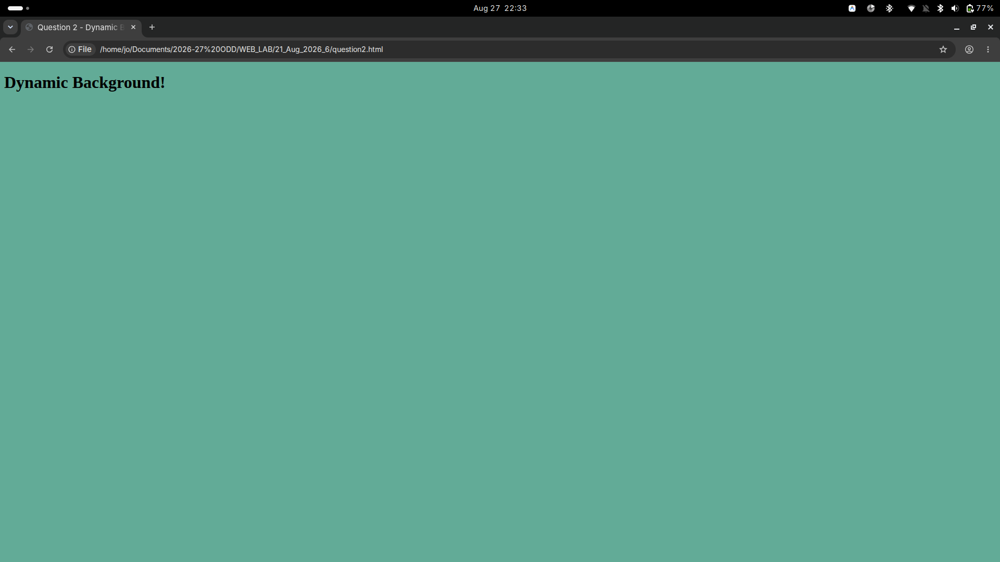 Aug 27 22:33
77%
Question 2 - Dynamic B
File
/home/jo/Documents/2026-27%20ODD/WEB_LAB/21_Aug_2026_6/question2.html
Dynamic Background!